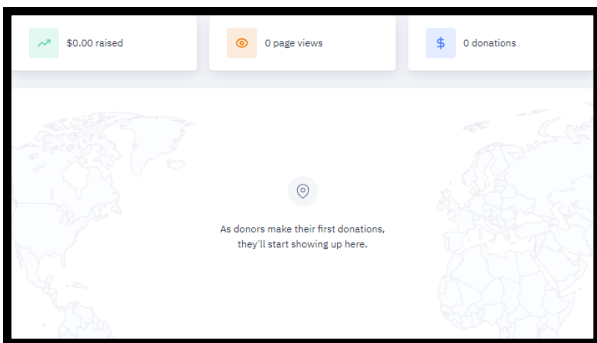 $0.00 raised
0 page views
0 donations
As donors make their first donations,
they'll start showing up here.